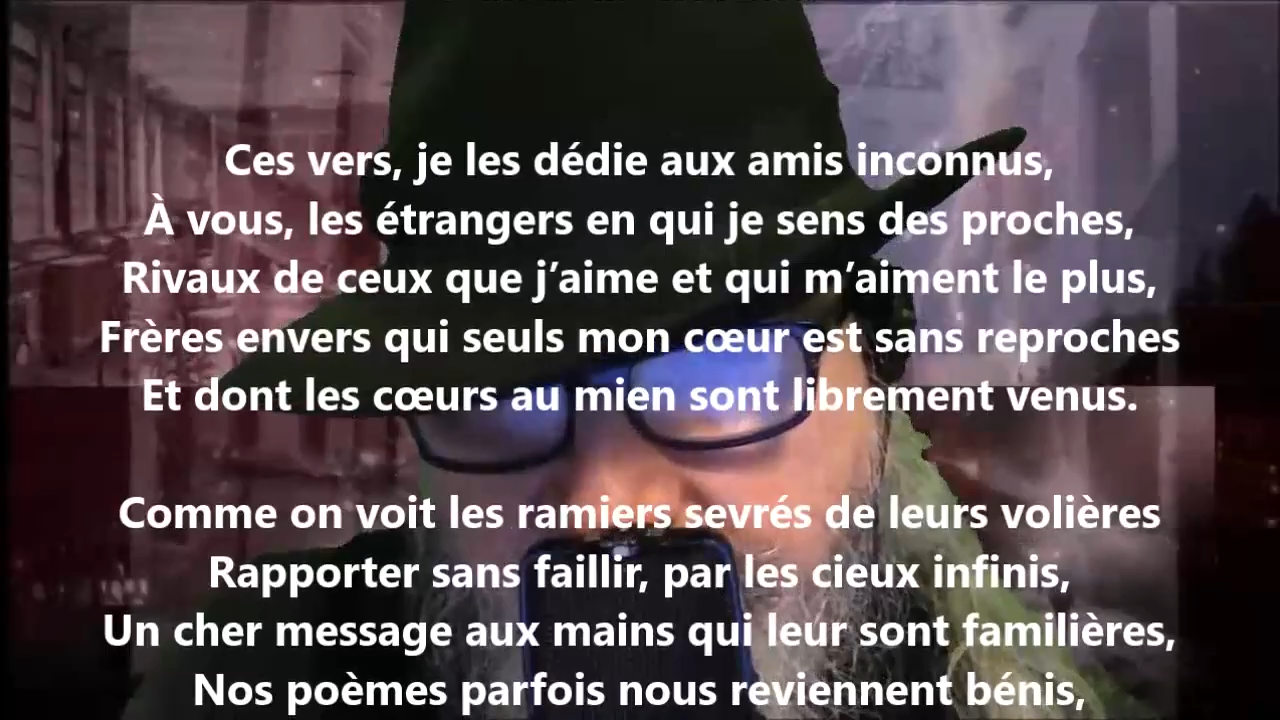 Ces vers, je les dédie aux amis inconnus,
À vous, les étrangers en qui je sens des proches,
Rivaux de ceux que j’aime et qui m’aiment le plus,
Frères envers qui seuls mon cœur est sans reproches
Et dont les cœurs au mien sont librement venus.
Comme on voit les ramiers sevrés de leurs volières
Rapporter sans faillir, par les cieux infinis,
Un cher message aux mains qui leur sont familières,
Nos poèmes parfois nous reviennent bénis,